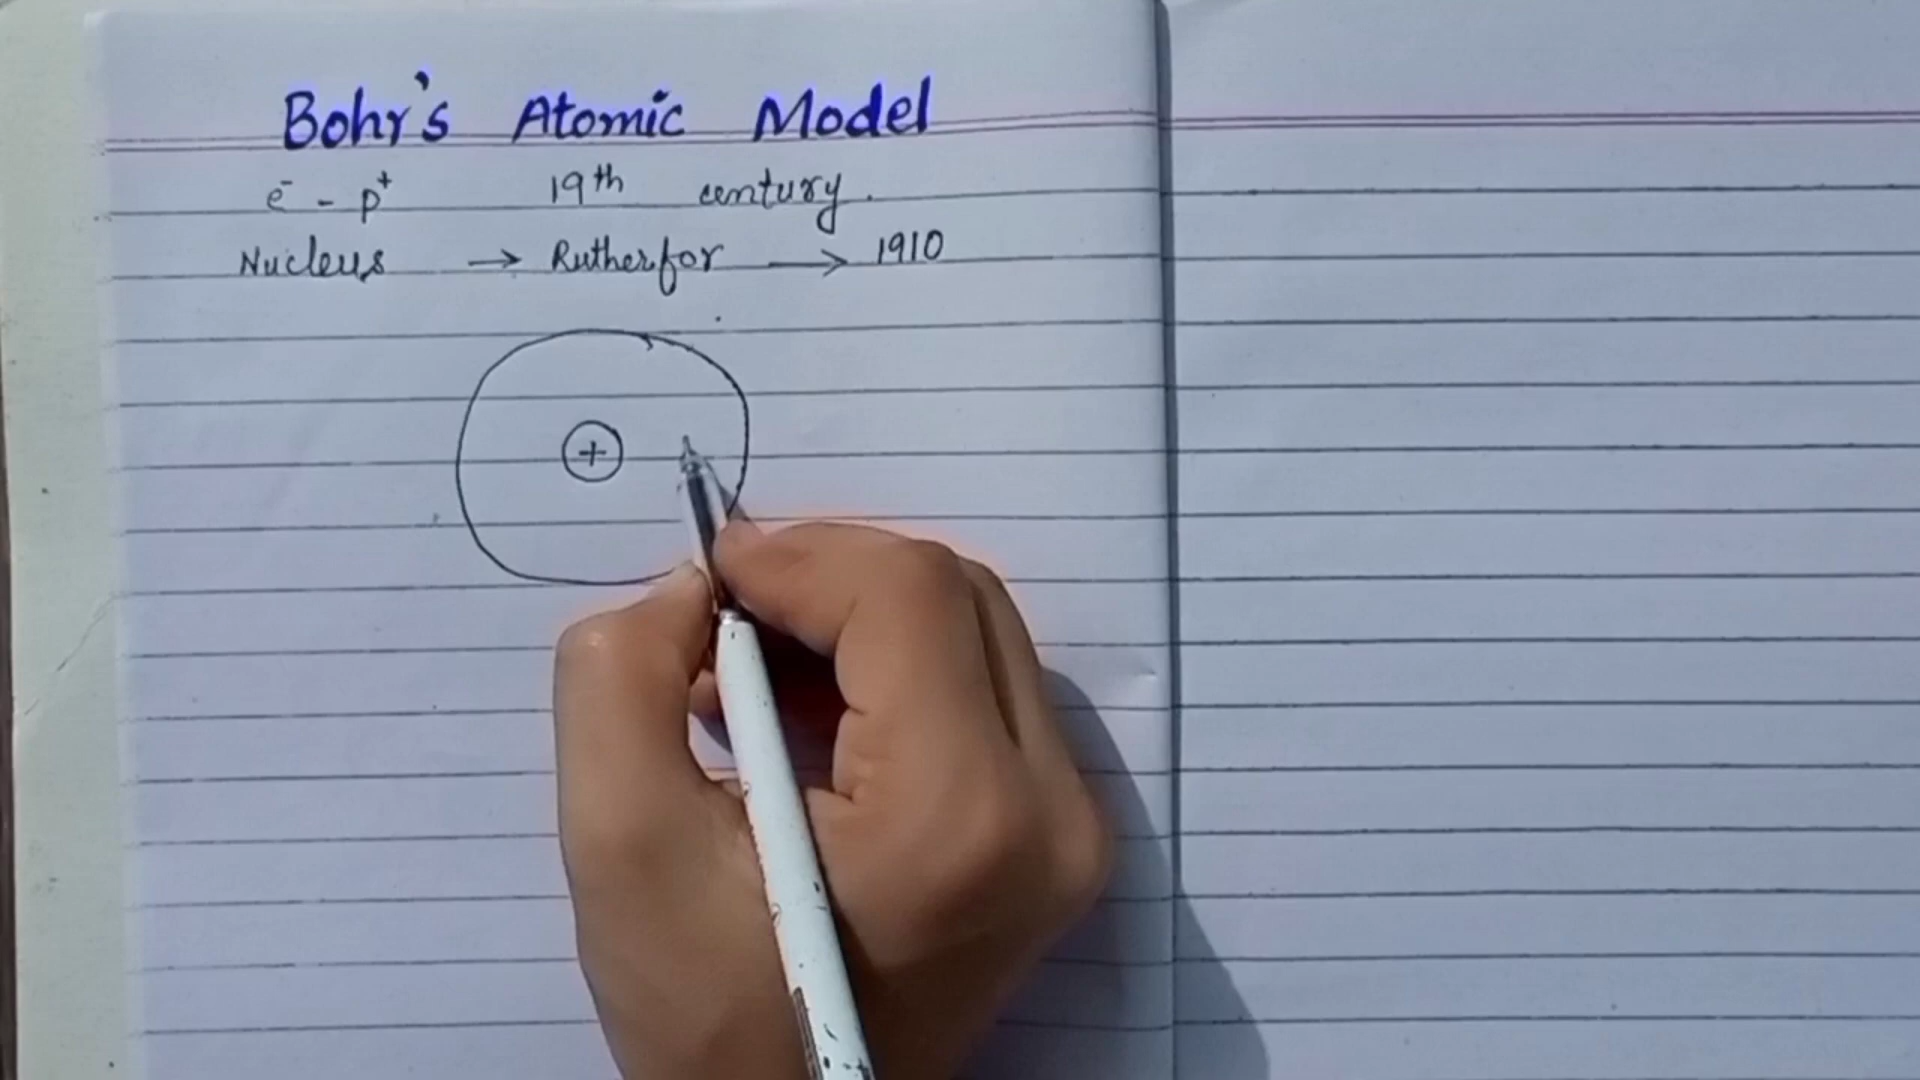 Bohr's Atomic Model
e⁻ - p⁺ 19th century.
Nucleus → Rutherfor → 1910
+